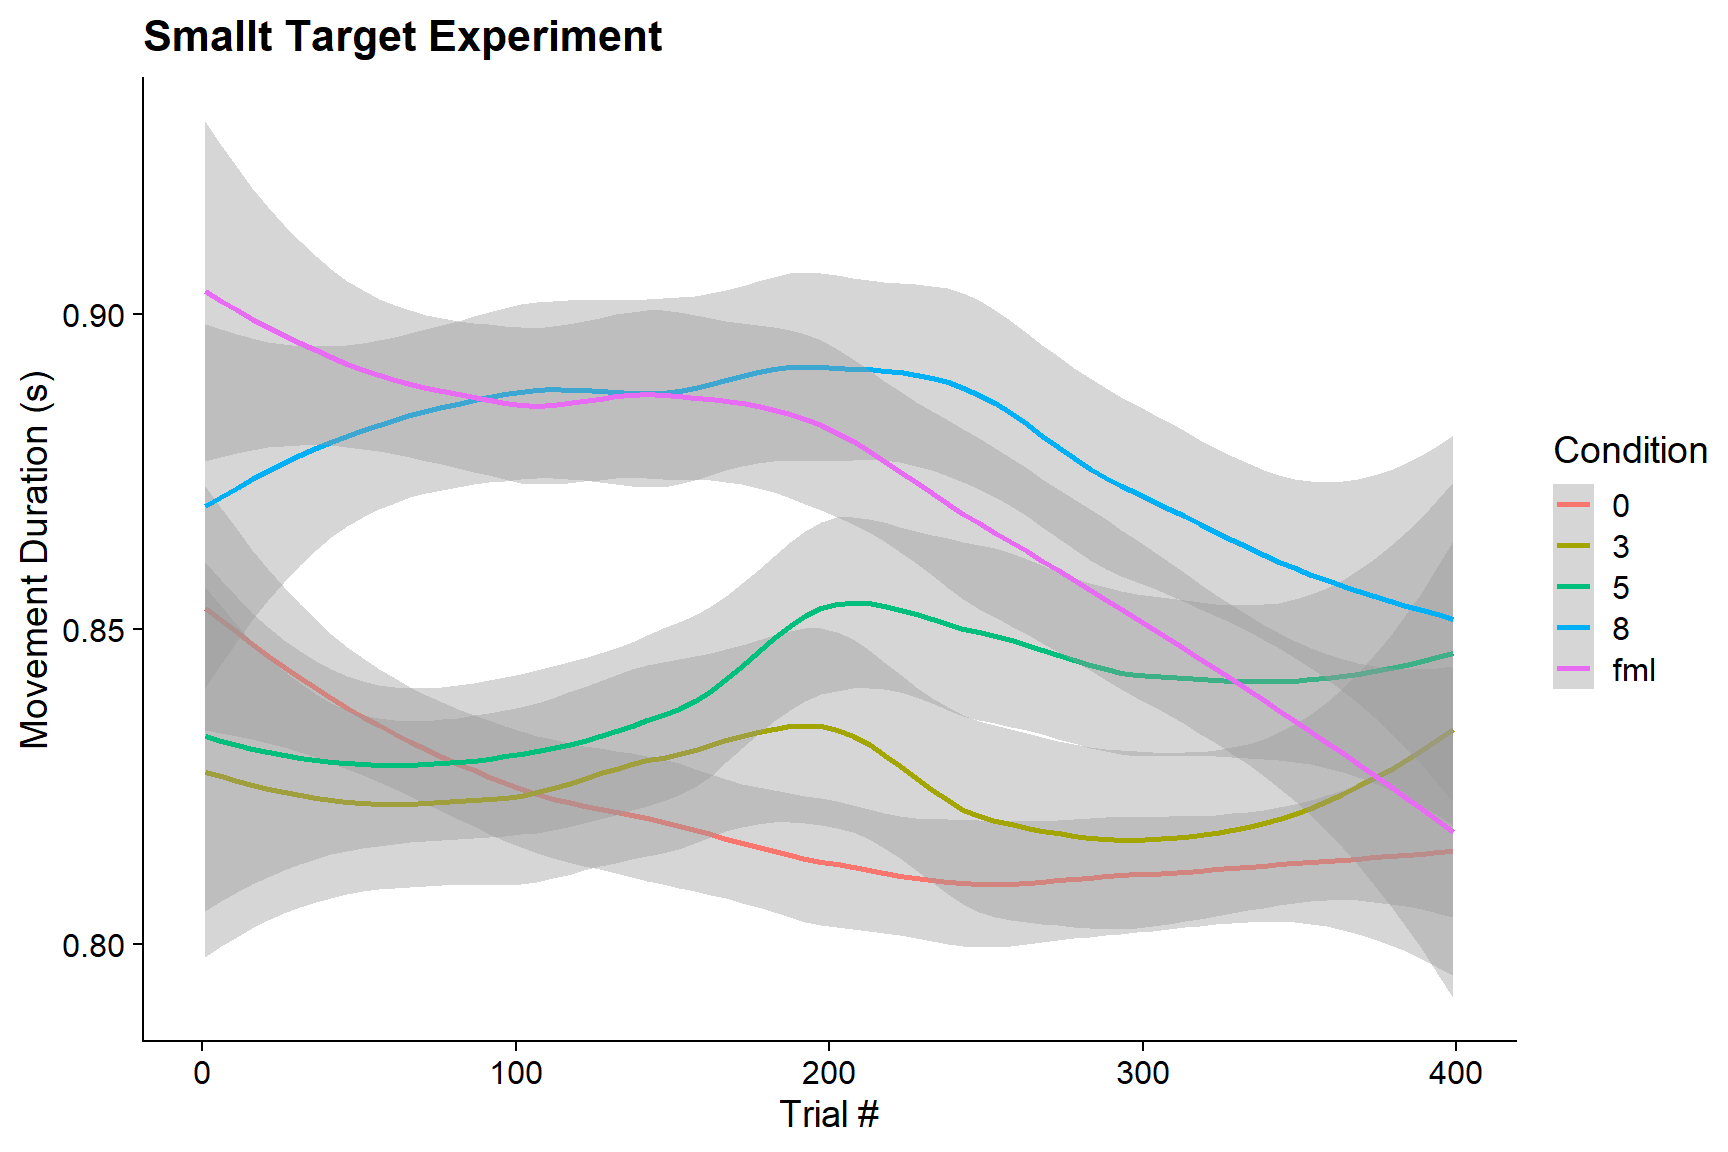 Smallt Target Experiment
Movement Duration (s)
0.90
0.85
0.80
0 100 200 300 400
Trial #
Condition
0
3
5
8
fml